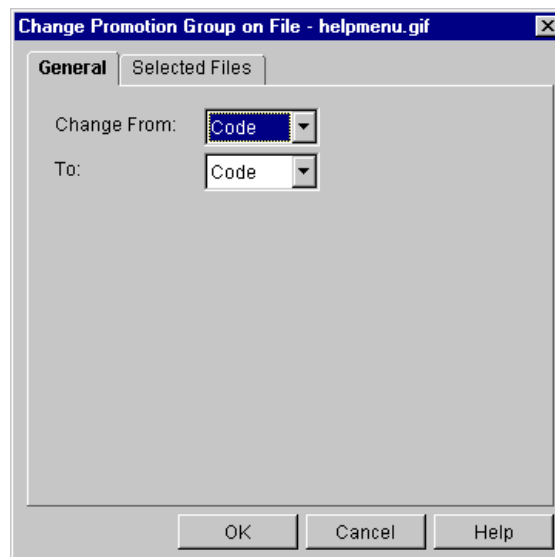 Change Promotion Group on File - helpmenu.gif
General Selected Files
Change From: Code
To: Code
OK Cancel Help